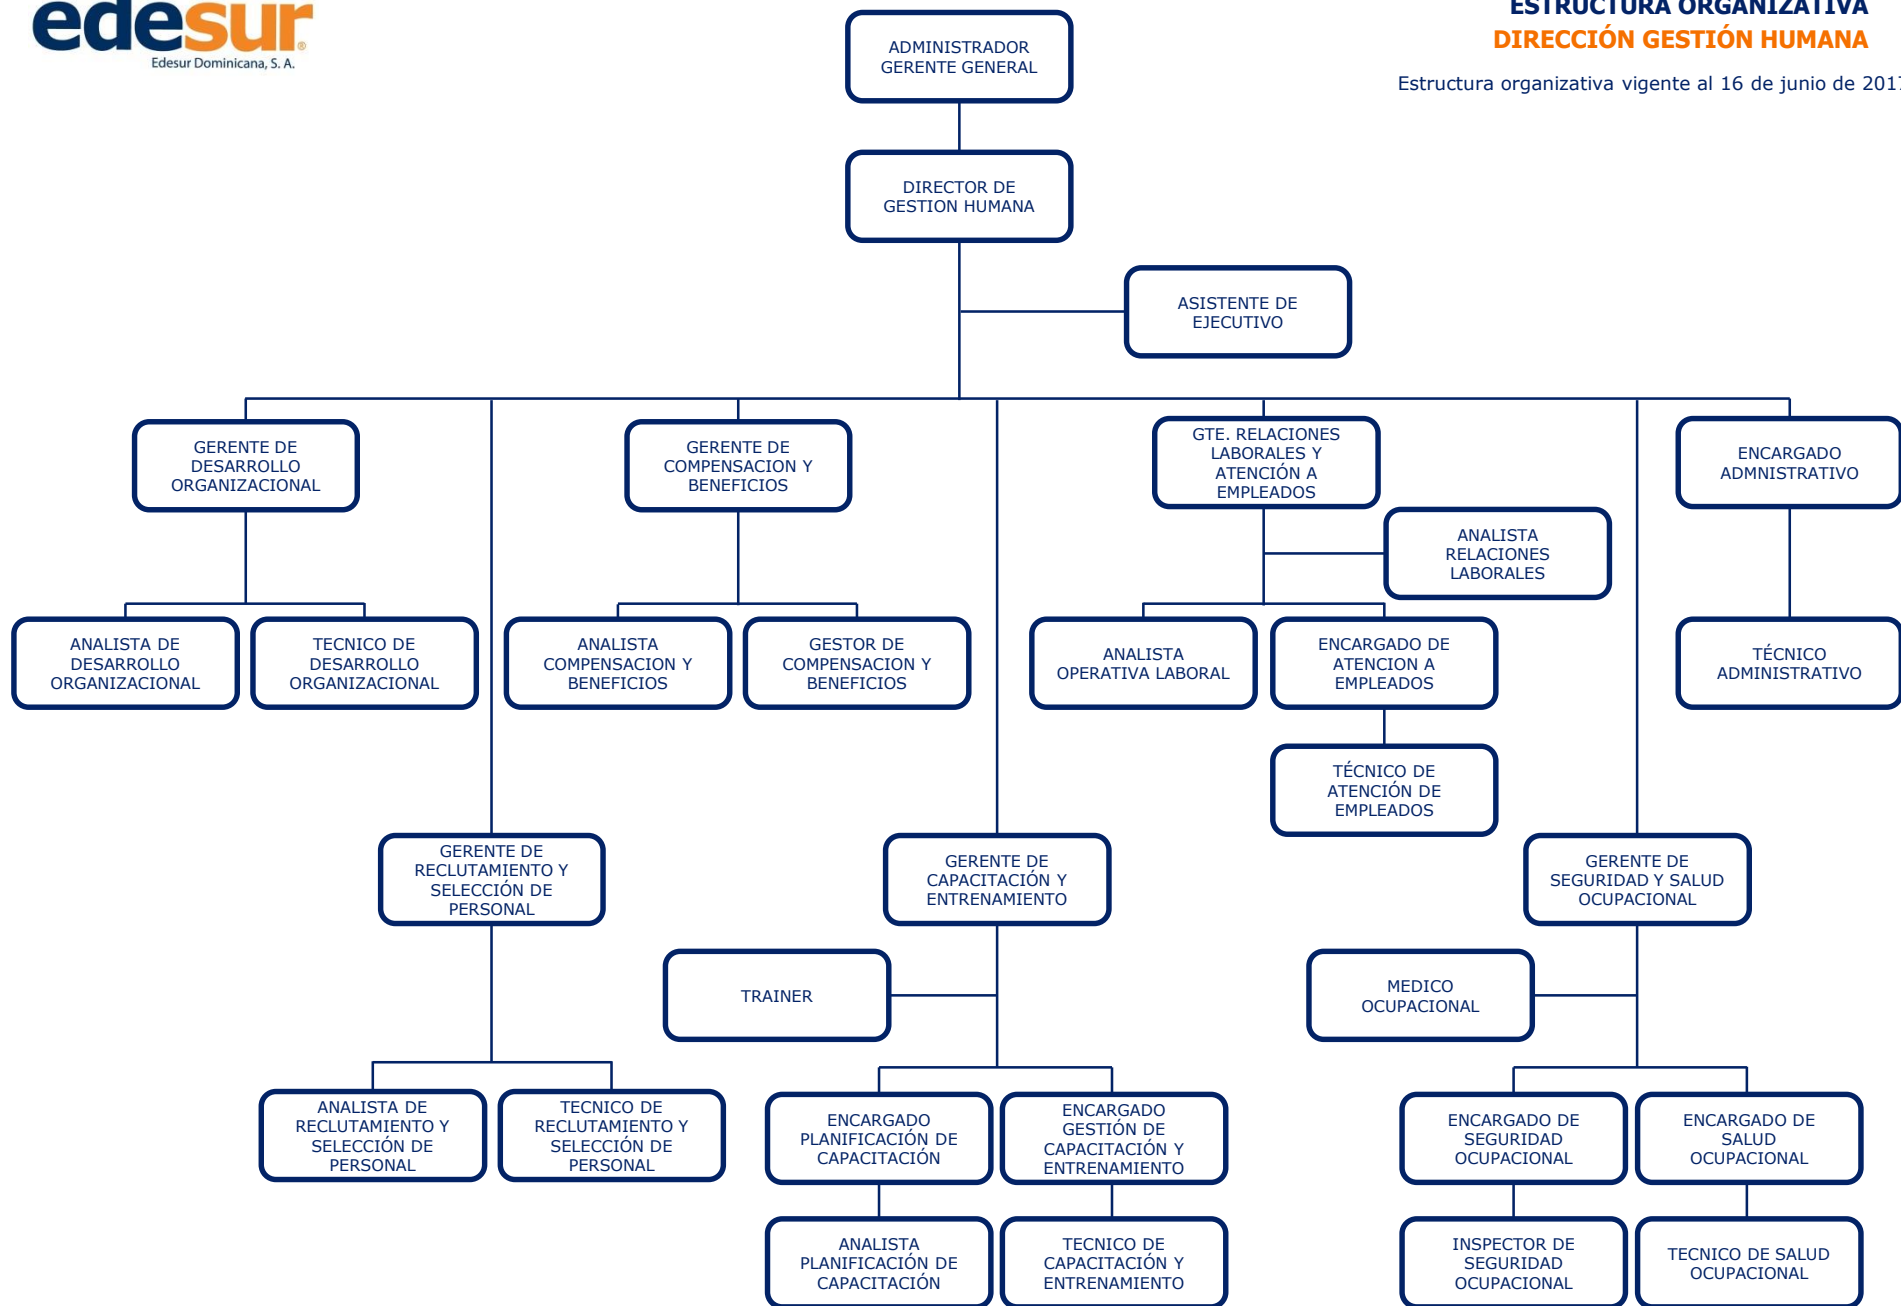 edesur
Edesur Dominicana, S. A.
ESTRUCTURA ORGANIZATIVA
DIRECCIÓN GESTIÓN HUMANA
Estructura organizativa vigente al 16 de junio de 2017
ADMINISTRADOR
GERENTE GENERAL
DIRECTOR DE
GESTION HUMANA
ASISTENTE DE
EJECUTIVO
GERENTE DE
DESARROLLO
ORGANIZACIONAL
GERENTE DE
COMPENSACION Y
BENEFICIOS
GTE. RELACIONES
LABORALES Y
ATENCIÓN A
EMPLEADOS
ENCARGADO
ADMNISTRATIVO
ANALISTA
RELACIONES
LABORALES
ANALISTA DE
DESARROLLO
ORGANIZACIONAL
TECNICO DE
DESARROLLO
ORGANIZACIONAL
ANALISTA
COMPENSACION Y
BENEFICIOS
GESTOR DE
COMPENSACION Y
BENEFICIOS
ANALISTA
OPERATIVA LABORAL
ENCARGADO DE
ATENCION A
EMPLEADOS
TÉCNICO
ADMINISTRATIVO
TÉCNICO DE
ATENCIÓN DE
EMPLEADOS
GERENTE DE
RECLUTAMIENTO Y
SELECCIÓN DE
PERSONAL
GERENTE DE
CAPACITACIÓN Y
ENTRENAMIENTO
GERENTE DE
SEGURIDAD Y SALUD
OCUPACIONAL
TRAINER
MEDICO
OCUPACIONAL
ANALISTA DE
RECLUTAMIENTO Y
SELECCIÓN DE
PERSONAL
TECNICO DE
RECLUTAMIENTO Y
SELECCIÓN DE
PERSONAL
ENCARGADO
PLANIFICACIÓN DE
CAPACITACIÓN
ENCARGADO
GESTIÓN DE
CAPACITACIÓN Y
ENTRENAMIENTO
ENCARGADO DE
SEGURIDAD
OCUPACIONAL
ENCARGADO DE
SALUD
OCUPACIONAL
ANALISTA
PLANIFICACIÓN DE
CAPACITACIÓN
TECNICO DE
CAPACITACIÓN Y
ENTRENAMIENTO
INSPECTOR DE
SEGURIDAD
OCUPACIONAL
TECNICO DE SALUD
OCUPACIONAL